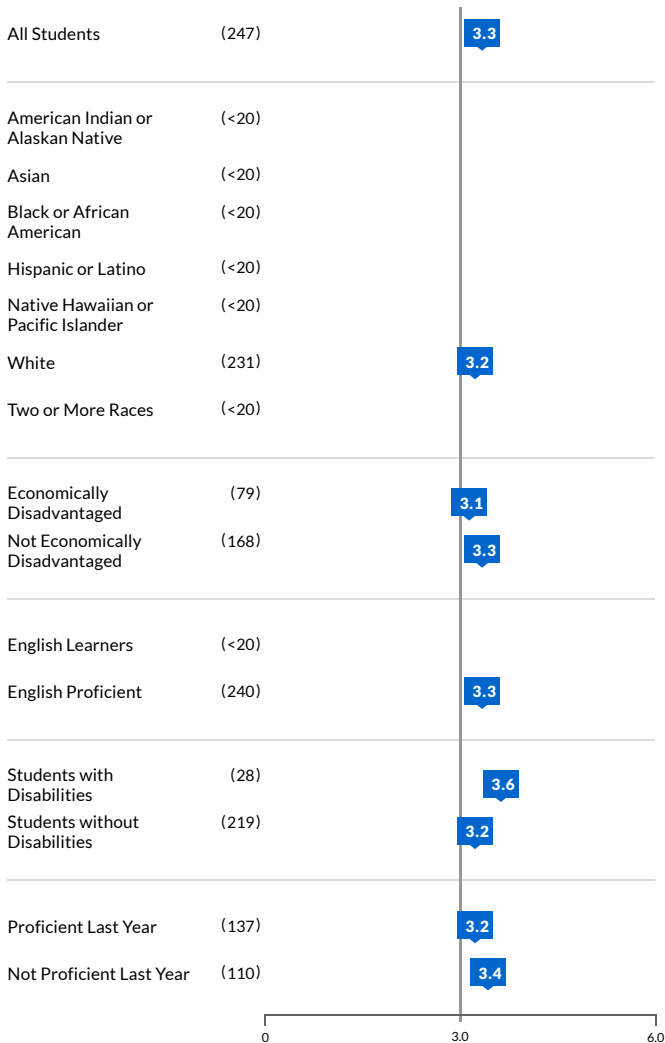 All Students (247) 3.3
American Indian or (<20)
Alaskan Native
Asian (<20)
Black or African (<20)
American
Hispanic or Latino (<20)
Native Hawaiian or (<20)
Pacific Islander
White (231) 3.2
Two or More Races (<20)
Economically (79) 3.1
Disadvantaged
Not Economically (168) 3.3
Disadvantaged
English Learners (<20)
English Proficient (240) 3.3
Students with (28) 3.6
Disabilities
Students without (219) 3.2
Disabilities
Proficient Last Year (137) 3.2
Not Proficient Last Year (110) 3.4
0 3.0 6.0